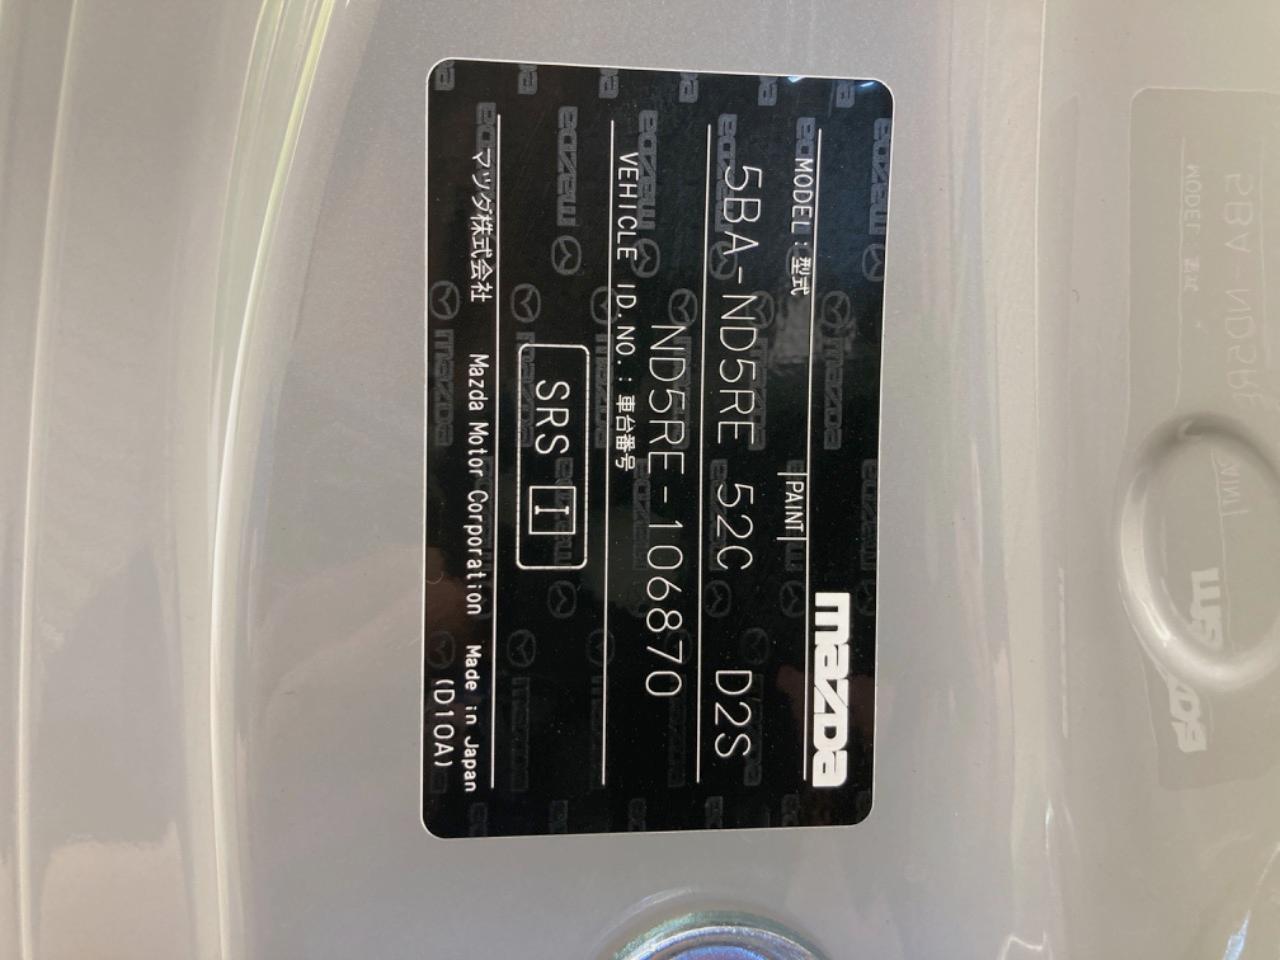 mazda
MODEL:型式 PAINT
5BA-ND5RE 52C D2S
ND5RE-106870
VEHICLE ID.NO.:車台番号
SRS I
マツダ株式会社 Mazda Motor Corporation Made in Japan
(D10A)